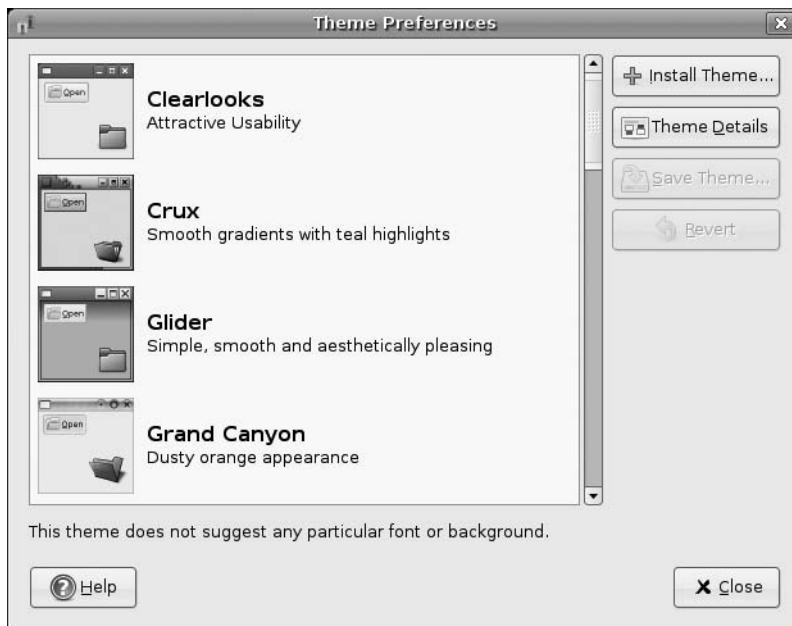 Theme Preferences
Open
Clearlooks
Attractive Usability
Open
Crux
Smooth gradients with teal highlights
Open
Glider
Simple, smooth and aesthetically pleasing
Open
Grand Canyon
Dusty orange appearance
Install Theme...
Theme Details
Save Theme...
Revert
This theme does not suggest any particular font or background.
Help
Close